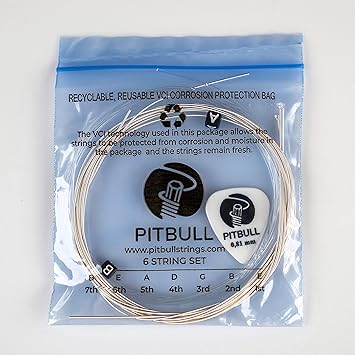 RECYCLABLE, REUSABLE VCI CORROSION PROTECTION BAG
A
The VCI technology used in this package allows the
strings to be protected from corrosion and moisture in
the package and the strings remain fresh.
PITBULL
www.pitbullstrings.com
6 STRING SET
PITBULL
0,81 mm
B
B E A D G B E
7th 6th 5th 4th 3rd 2nd 1st